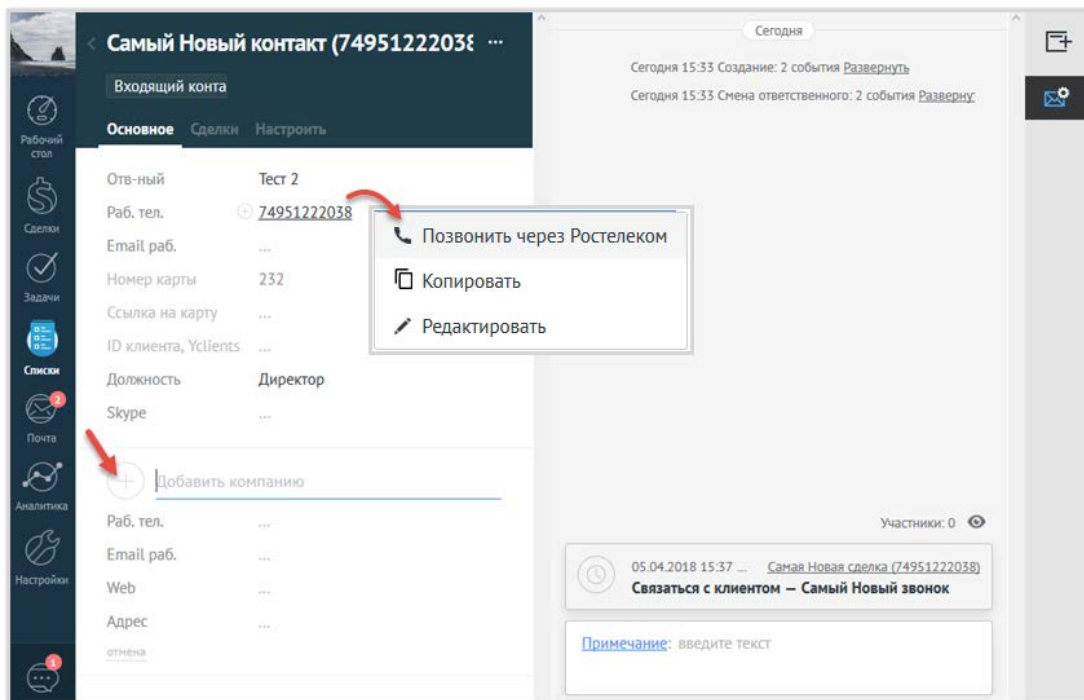 Рабочий
стол
Сделки
Задачи
Списки
2
Почта
Аналитика
Настройки
1
Самый Новый контакт (7495122203 ...
Входящий конта
Основное Сделки Настроить
Отв-ный Тест 2
Раб. тел. 74951222038
Email раб. ...
Номер карты 232
Ссылка на карту ...
ID клиента, Yclients ...
Должность Директор
Skype ...
Позвонить через Ростелеком
Копировать
Редактировать
Добавить компанию
Раб. тел. ...
Email раб. ...
Web ...
Адрес ...
отмена
Сегодня
Сегодня 15:33 Создание: 2 события Развернуть
Сегодня 15:33 Смена ответственного: 2 события Разверну
Участники: 0
05.04.2018 15:37 ... Самая Новая сделка (74951222038)
Связаться с клиентом — Самый Новый звонок
Примечание: введите текст